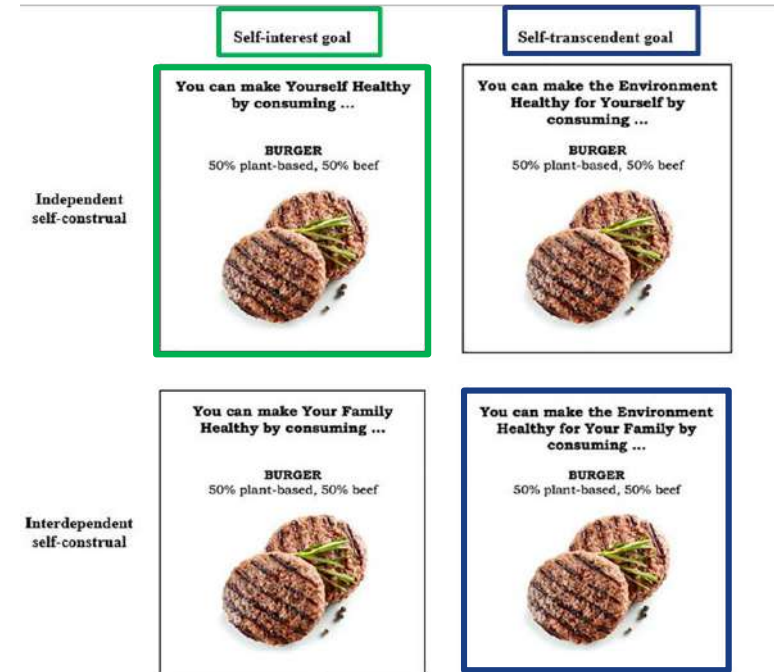 Self-interest goal
Self-transcendent goal
Independent
self-construal
You can make Yourself Healthy
by consuming ...
BURGER
50% plant-based, 50% beef
You can make the Environment
Healthy for Yourself by
consuming ...
BURGER
50% plant-based, 50% beef
Interdependent
self-construal
You can make Your Family
Healthy by consuming ...
BURGER
50% plant-based, 50% beef
You can make the Environment
Healthy for Your Family by
consuming ...
BURGER
50% plant-based, 50% beef